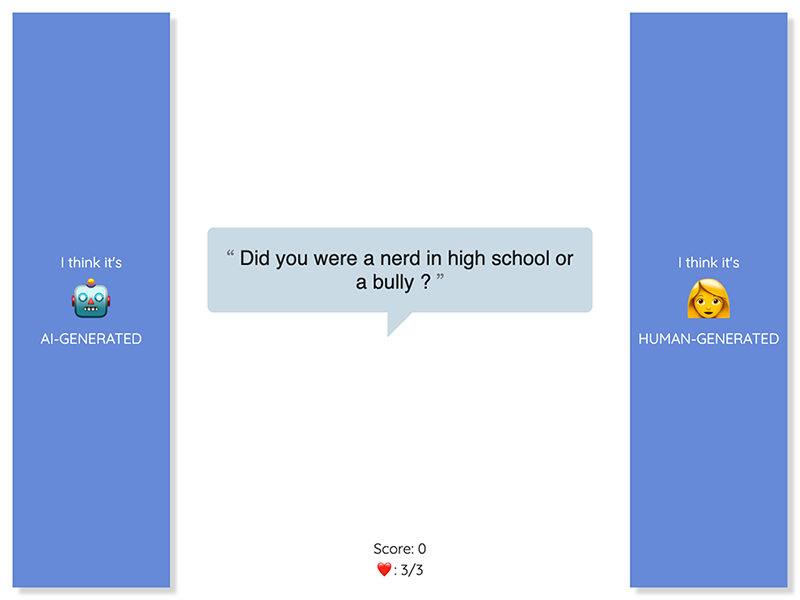 I think it's
AI-GENERATED
“ Did you were a nerd in high school or
a bully ? ”
I think it's
HUMAN-GENERATED
Score: 0
❤️: 3/3